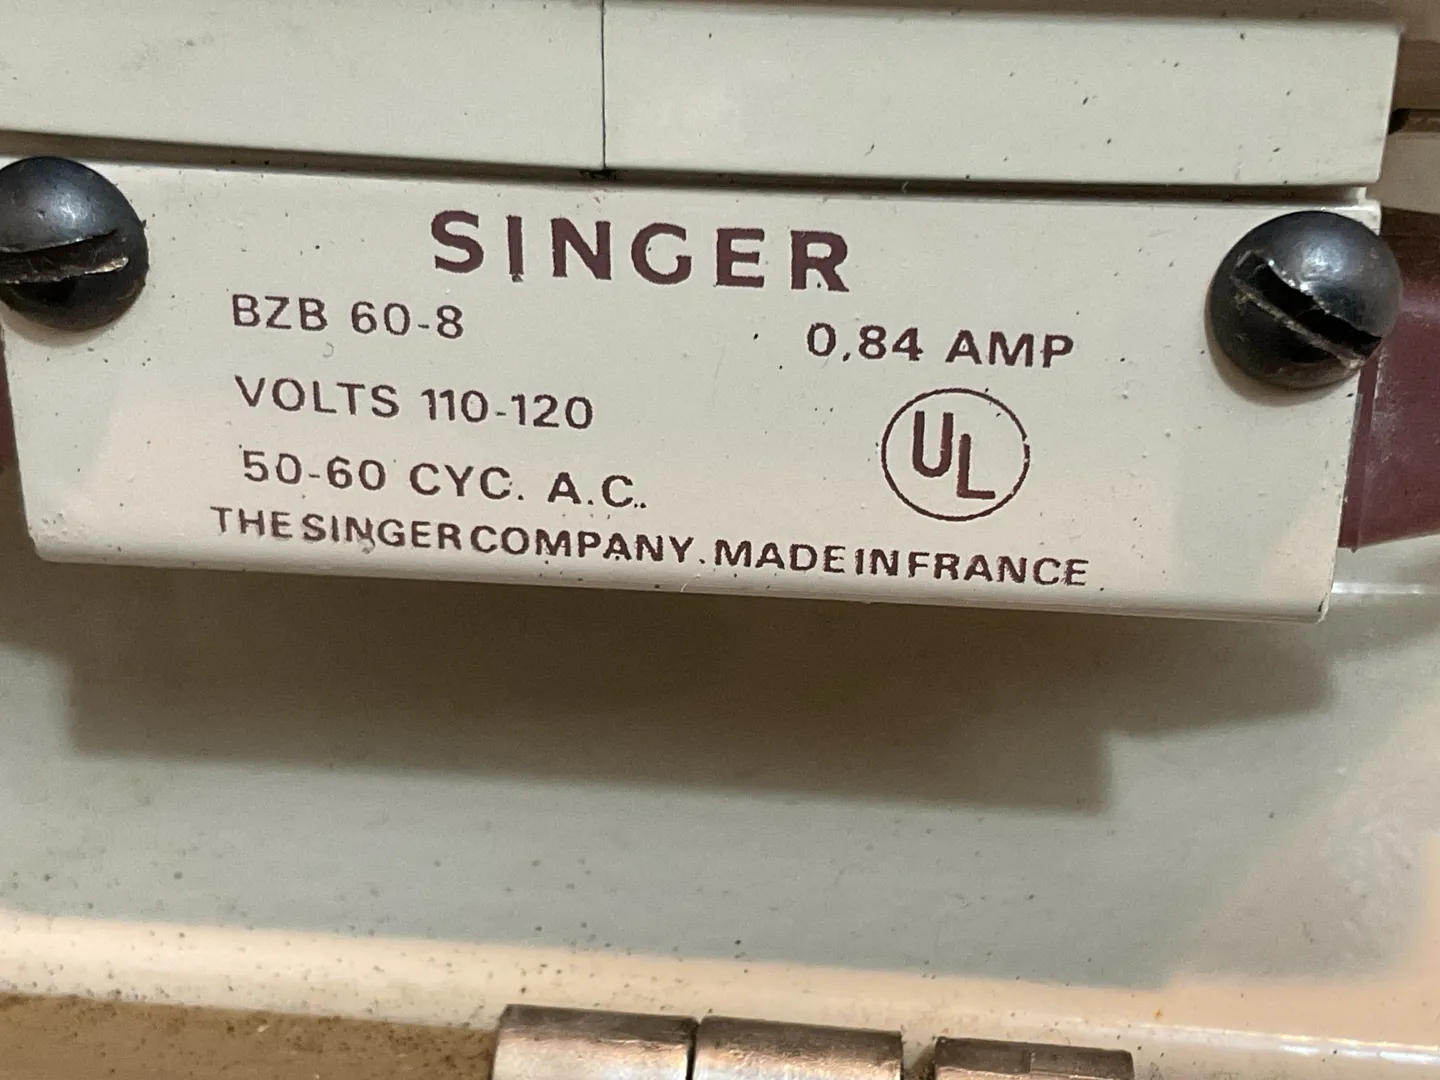 SINGER
BZB 60-8
0,84 AMP
VOLTS 110-120
UL
50-60 CYC. A.C.
THE SINGER COMPANY. MADE IN FRANCE